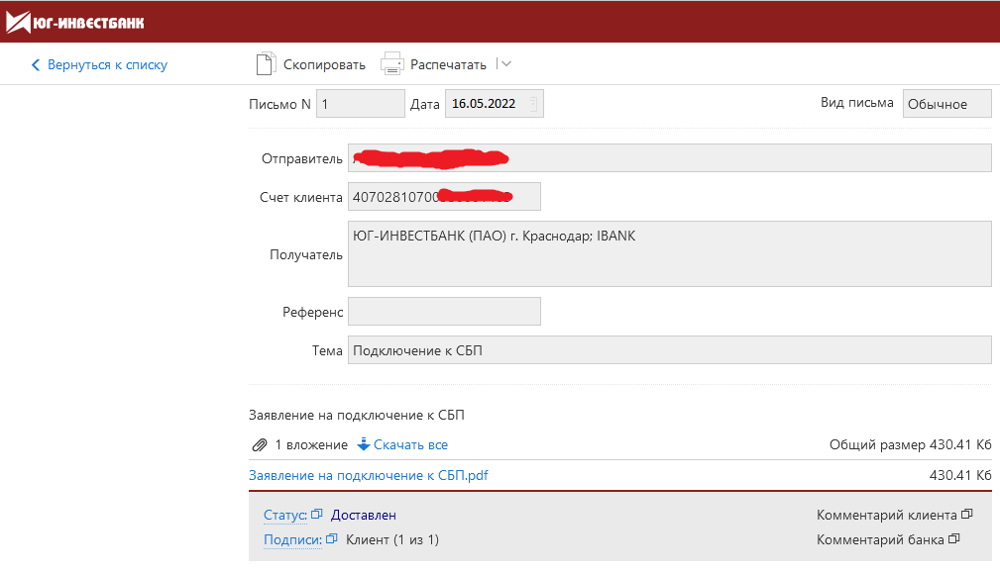 ЮГ-ИНВЕСТБАНК
Вернуться к списку Скопировать Распечатать
Письмо N 1 Дата 16.05.2022 Вид письма Обычное
Отправитель
Счет клиента 4070281070
Получатель ЮГ-ИНВЕСТБАНК (ПАО) г. Краснодар; IBANK
Референс
Тема Подключение к СБП
Заявление на подключение к СБП
1 вложение Скачать все Общий размер 430.41 Кб
Заявление на подключение к СБП.pdf 430.41 Кб
Статус: Доставлен Комментарий клиента
Подписи: Клиент (1 из 1) Комментарий банка